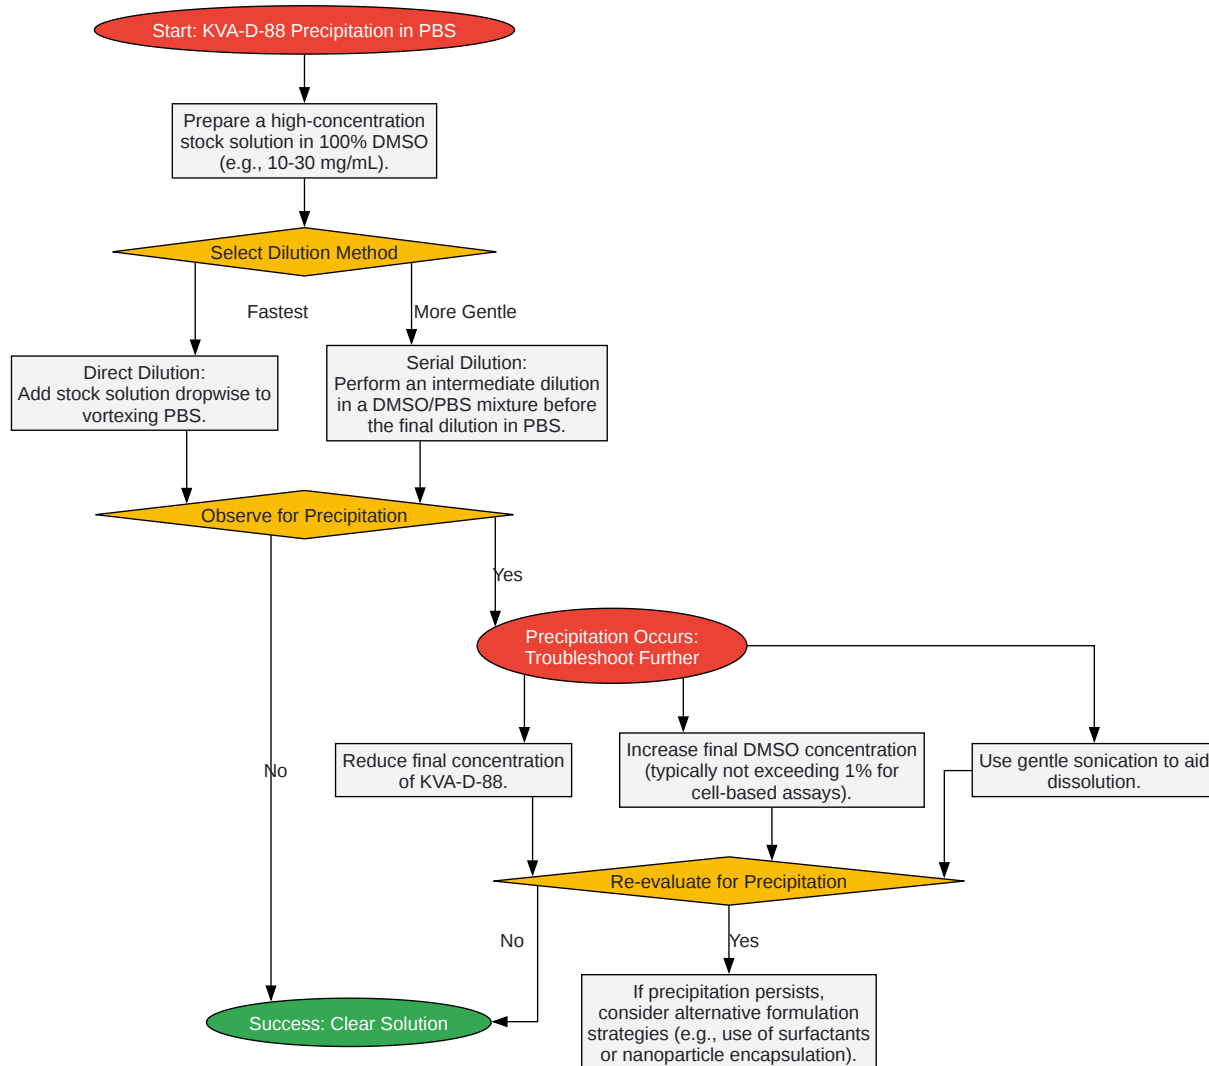 Start: KVA-D-88 Precipitation in PBS
Prepare a high-concentration
stock solution in 100% DMSO
(e.g., 10-30 mg/mL).
Select Dilution Method
Fastest
More Gentle
Direct Dilution:
Add stock solution dropwise to
vortexing PBS.
Serial Dilution:
Perform an intermediate dilution
in a DMSO/PBS mixture before
the final dilution in PBS.
Observe for Precipitation
Yes
Precipitation Occurs:
Troubleshoot Further
No
Reduce final concentration
of KVA-D-88.
Increase final DMSO concentration
(typically not exceeding 1% for
cell-based assays).
Use gentle sonication to aid
dissolution.
Re-evaluate for Precipitation
No
Yes
Success: Clear Solution
If precipitation persists,
consider alternative formulation
strategies (e.g., use of surfactants
or nanoparticle encapsulation).